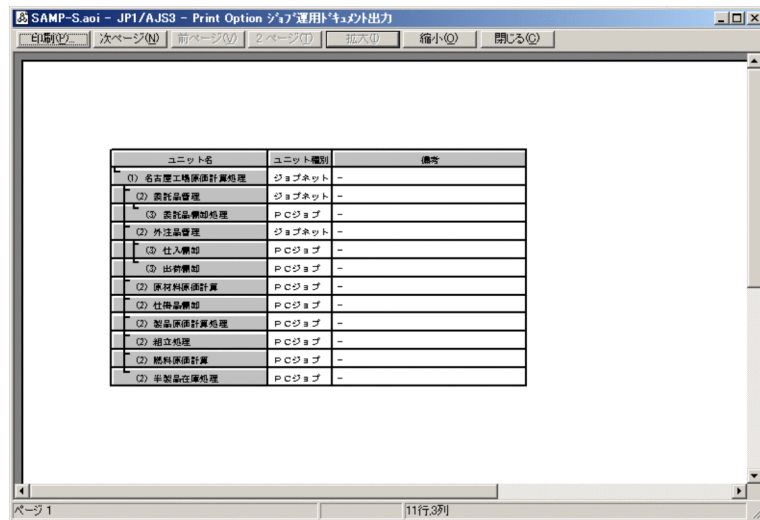 SAMP-S.aoi - JP1/AJS3 - Print Option ｼﾞｮﾌﾞ運用ﾄﾞｷｭﾒﾝﾄ出力
印刷(P)... 次ページ(N) 前ページ(V) 2 ページ(T) 拡大(I) 縮小(O) 閉じる(C)
ユニット名 ユニット種別 備考
(1) 名古屋工場原価計算処理 ジョブネット -
(2) 委託品管理 ジョブネット -
(3) 委託品棚卸処理 PCジョブ -
(2) 外注品管理 ジョブネット -
(3) 仕入棚卸 PCジョブ -
(3) 出荷棚卸 PCジョブ -
(2) 原材料原価計算 PCジョブ -
(2) 仕掛品棚卸 PCジョブ -
(2) 製品原価計算処理 PCジョブ -
(2) 組立処理 PCジョブ -
(2) 燃料原価計算 PCジョブ -
(2) 半製品在庫処理 PCジョブ -
ページ 1 11行,3列